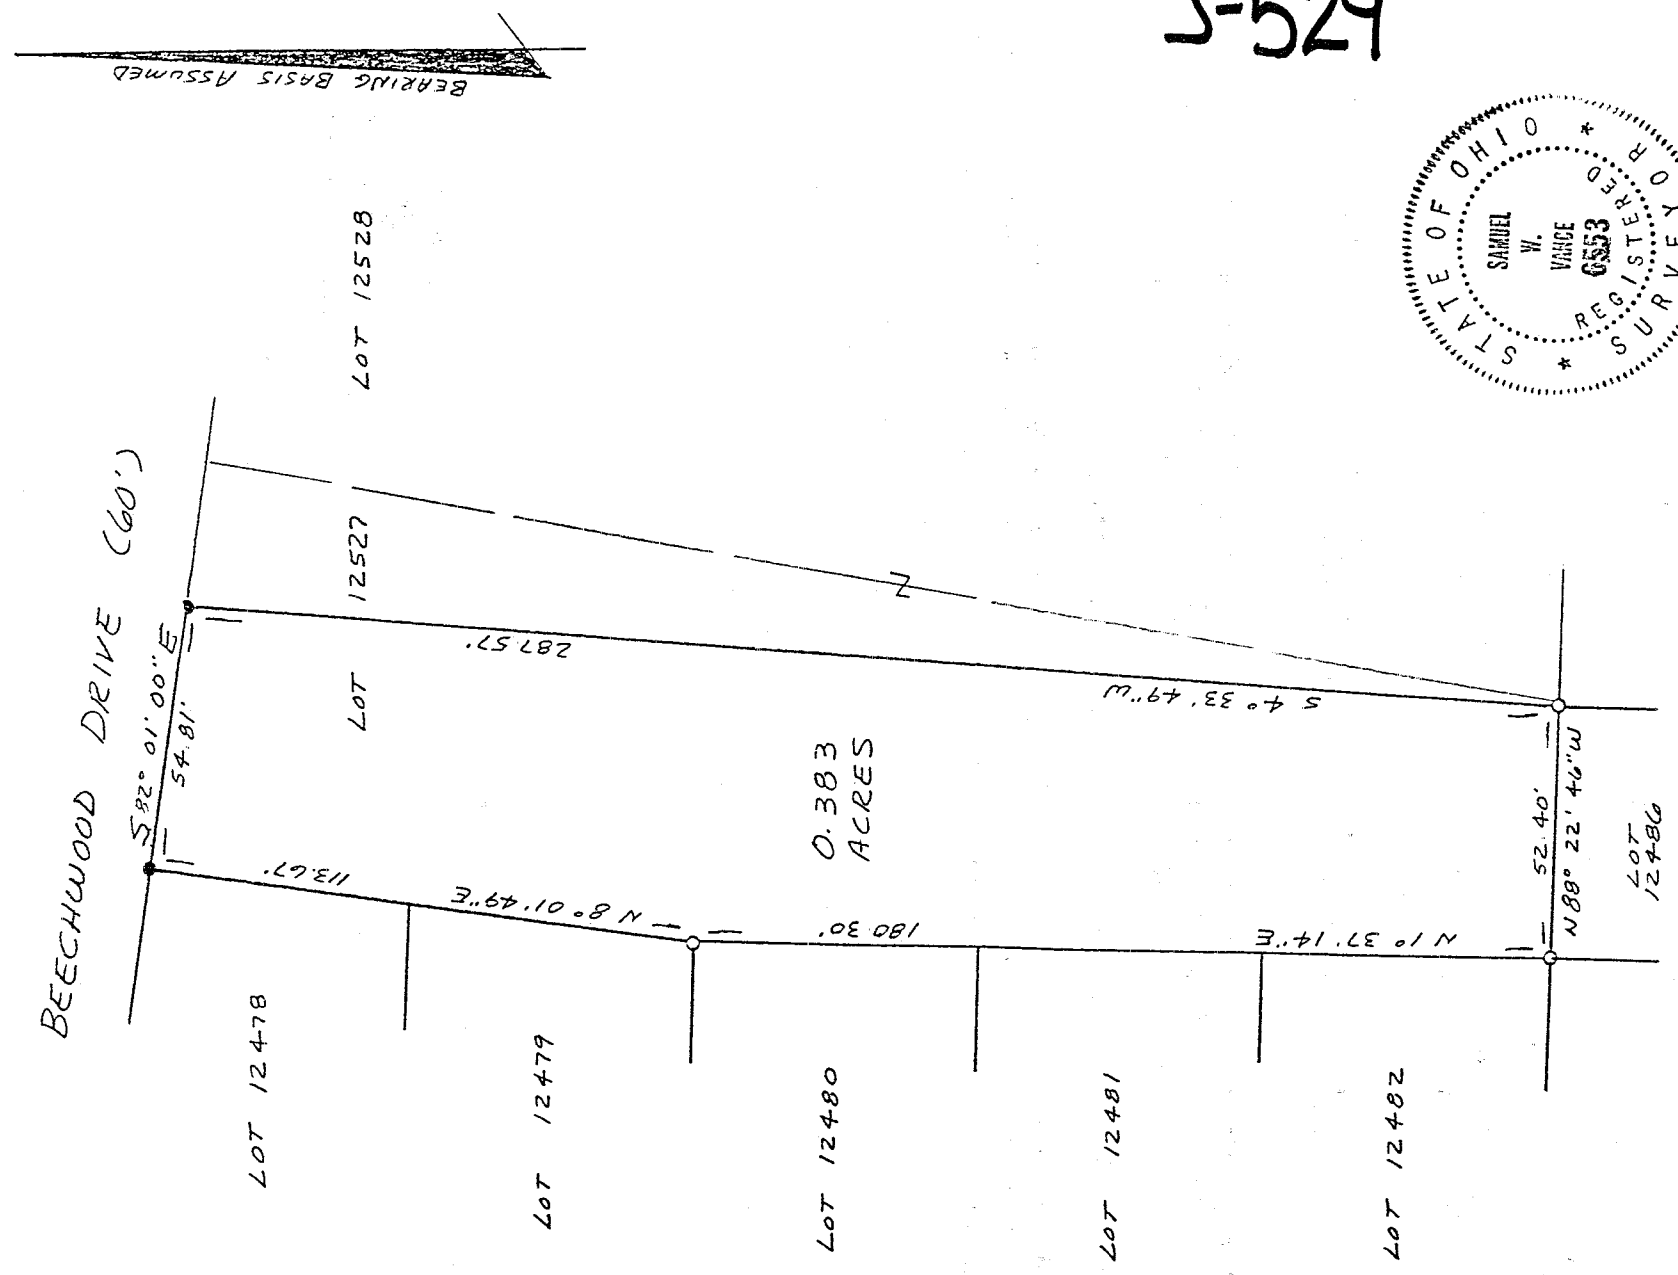 S-529
BEARING BASIS ASSUMED
STATE OF OHIO
* SURVEYOR *
REGISTERED
SAMUEL
W.
VANCE
6553
BEECHWOOD DRIVE (60')
S 82° 01' 00" E
54.81'
LOT 12528
LOT 12527
287.57'
S 4° 33' 49" W
113.67'
N 8° 01' 49" E
180.30'
N 1° 37' 14" E
0.383
ACRES
52.40'
N 88° 22' 46" W
LOT
12486
LOT 12478
LOT 12479
LOT 12480
LOT 12481
LOT 12482